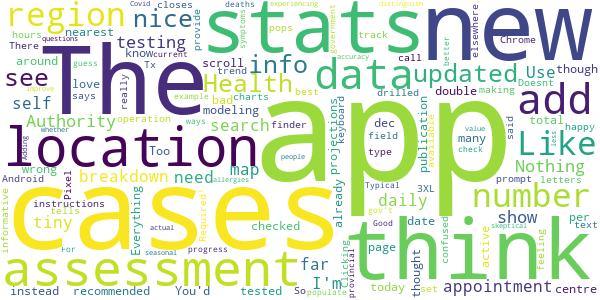 region nice stats new
closes nearest
Covid deaths
experiencing
current symptoms provide
government
elsewhere
distinguish
hours There Tx testing know pops
The info track Chrome
questions around scroll call accuracy
guess trend
improve see says love really Health data updated Use though
example charts best better
making
self Authority bad modeling drilled double
operation
location search projections keyboard publication available add
ways finder dec field many total
said happy
type people value check Like
wrong map
cases app
Too breakdown need already
Nothing
Android Pixel
letters
instructions
prompt
number
informative tiny Everything tells checked Required! daily
3XL Typical gov't
show per
date text
Adding whether allergies
For actual
Good page
confused
active feeling
skeptical less
assessment far clicking provincial thought think appointment
progress
I'm today set
centre
instead recommended You'd tested seasonal So populate Doesnt